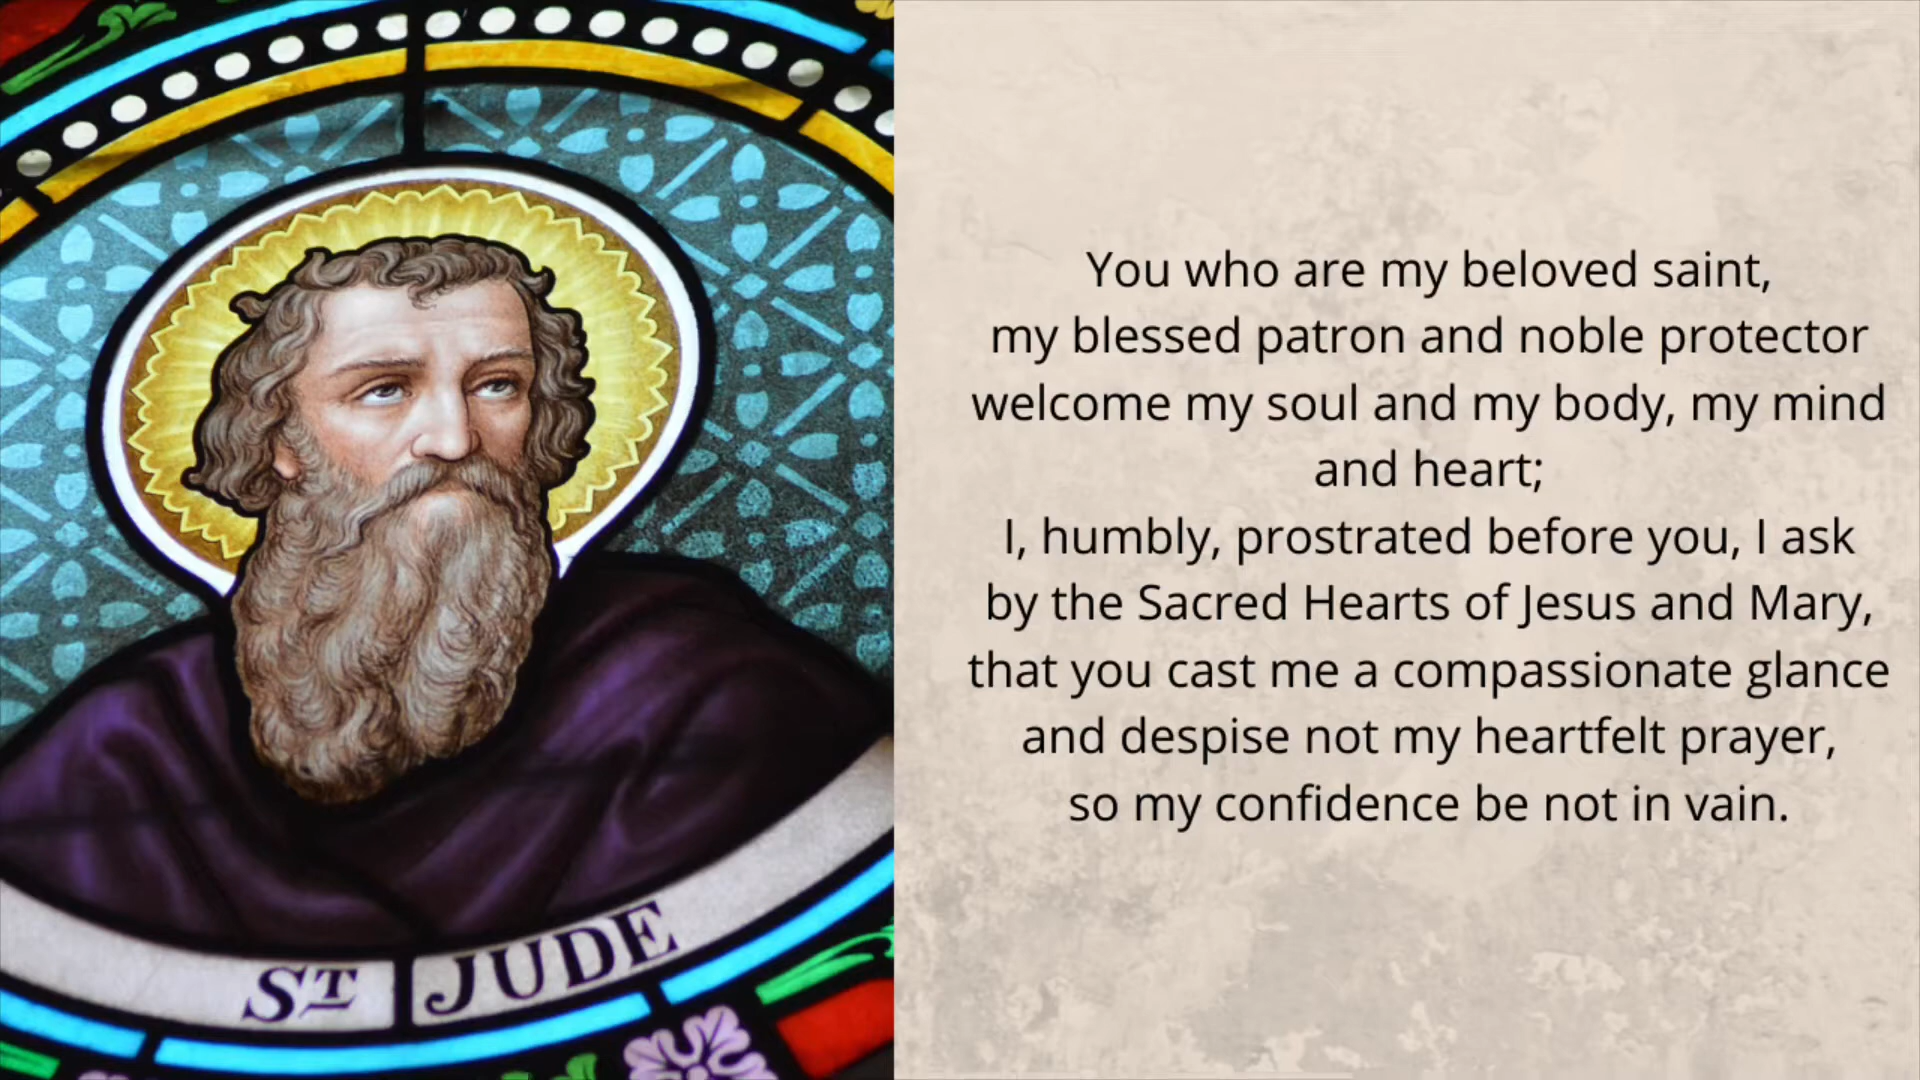 ST JUDE
You who are my beloved saint,
my blessed patron and noble protector
welcome my soul and my body, my mind
and heart;
I, humbly, prostrated before you, I ask
by the Sacred Hearts of Jesus and Mary,
that you cast me a compassionate glance
and despise not my heartfelt prayer,
so my confidence be not in vain.